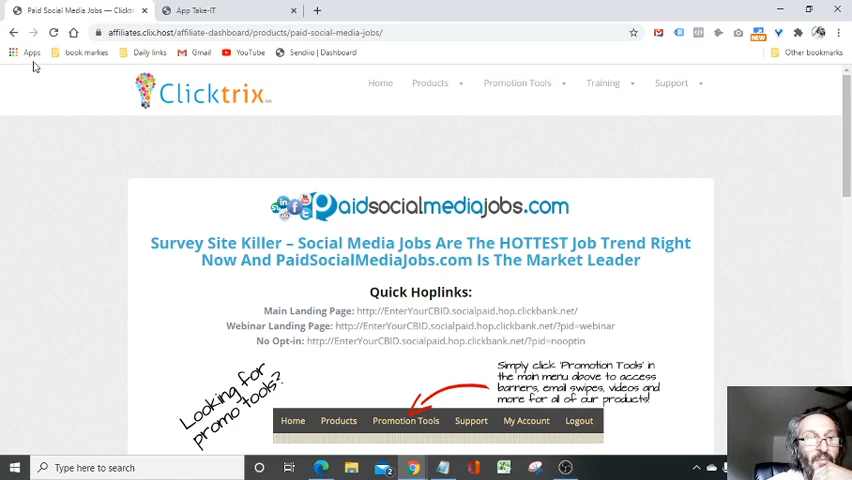 Paid Social Media Jobs – Clicktrix
App Take-IT
affiliates.clix.host/affiliate-dashboard/products/paid-social-media-jobs/
NEW
Apps book markes Daily links Gmail YouTube Sendiio | Dashboard Other bookmarks
Clicktrix
Home Products Promotion Tools Training Support
paidsocialmediajobs.com
Survey Site Killer – Social Media Jobs Are The HOTTEST Job Trend Right
Now And PaidSocialMediaJobs.com Is The Market Leader
Quick Hoplinks:
Main Landing Page: http://EnterYourCBID.socialpaid.hop.clickbank.net/
Webinar Landing Page: http://EnterYourCBID.socialpaid.hop.clickbank.net/?pid=webinar
No Opt-in: http://EnterYourCBID.socialpaid.hop.clickbank.net/?pid=nooptin
Looking for
promo tools?
Simply click 'Promotion Tools' in
the main menu above to access
banners, email swipes, videos and
more for all of our products!
Home Products Promotion Tools Support My Account Logout
Type here to search
2